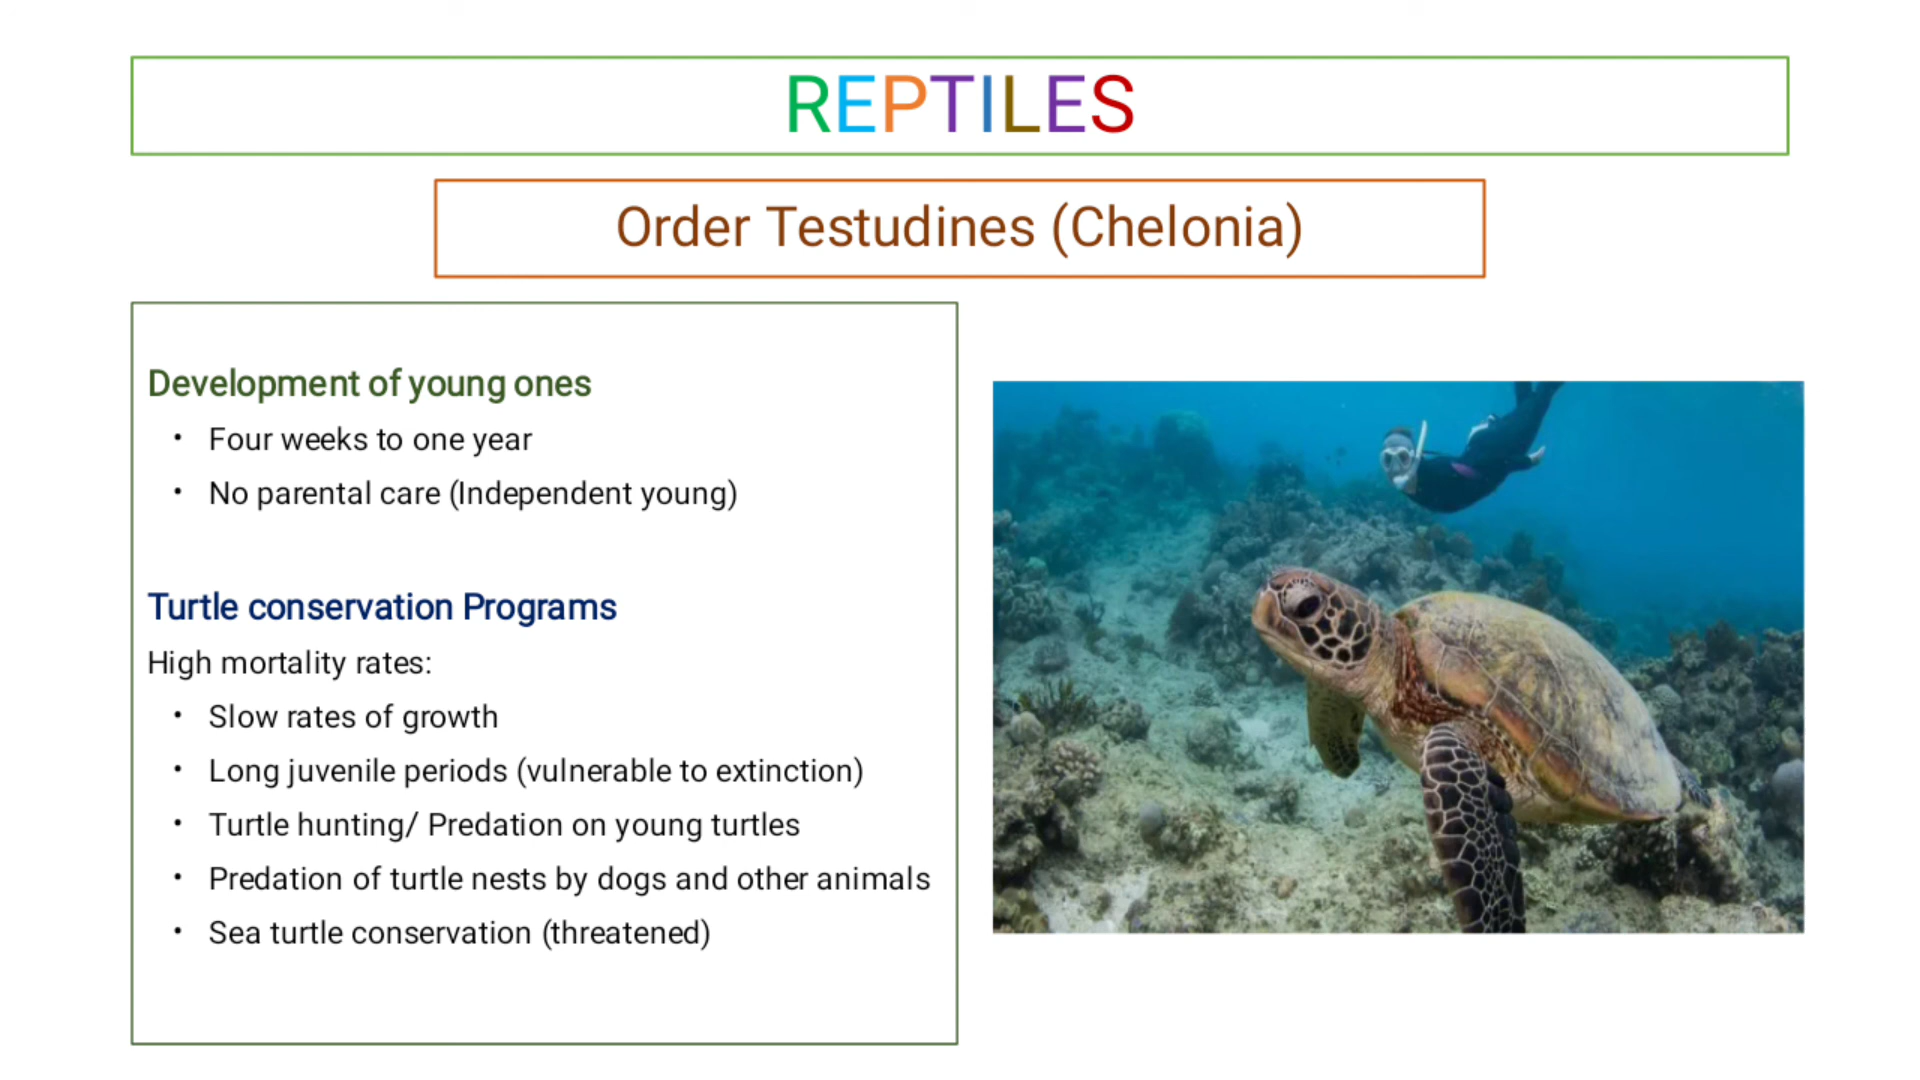 REPTILES
Order Testudines (Chelonia)
Development of young ones
• Four weeks to one year
• No parental care (Independent young)
Turtle conservation Programs
High mortality rates:
• Slow rates of growth
• Long juvenile periods (vulnerable to extinction)
• Turtle hunting/ Predation on young turtles
• Predation of turtle nests by dogs and other animals
• Sea turtle conservation (threatened)